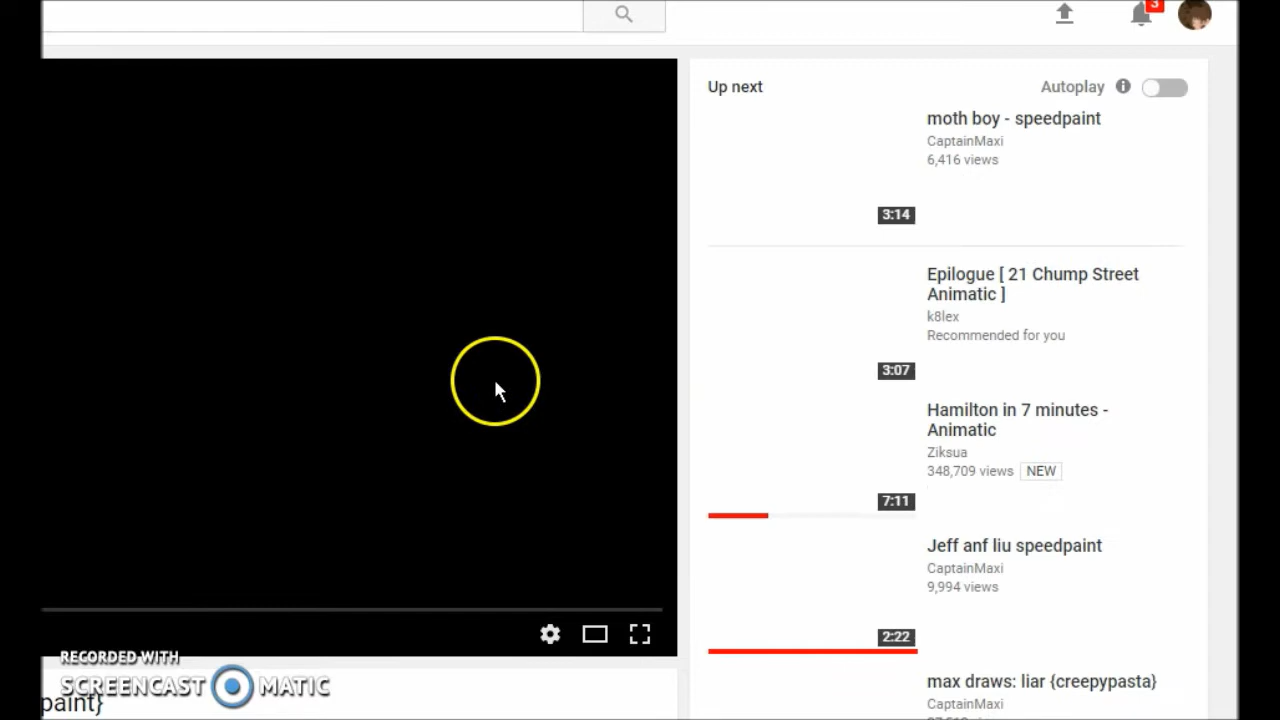 3
Up next
Autoplay
moth boy - speedpaint
CaptainMaxi
6,416 views
3:14
Epilogue [ 21 Chump Street
Animatic ]
k8lex
Recommended for you
3:07
Hamilton in 7 minutes -
Animatic
Ziksua
348,709 views NEW
7:11
Jeff anf liu speedpaint
CaptainMaxi
9,994 views
2:22
max draws: liar {creepypasta}
CaptainMaxi
RECORDED WITH
SCREENCAST MATIC
paint}